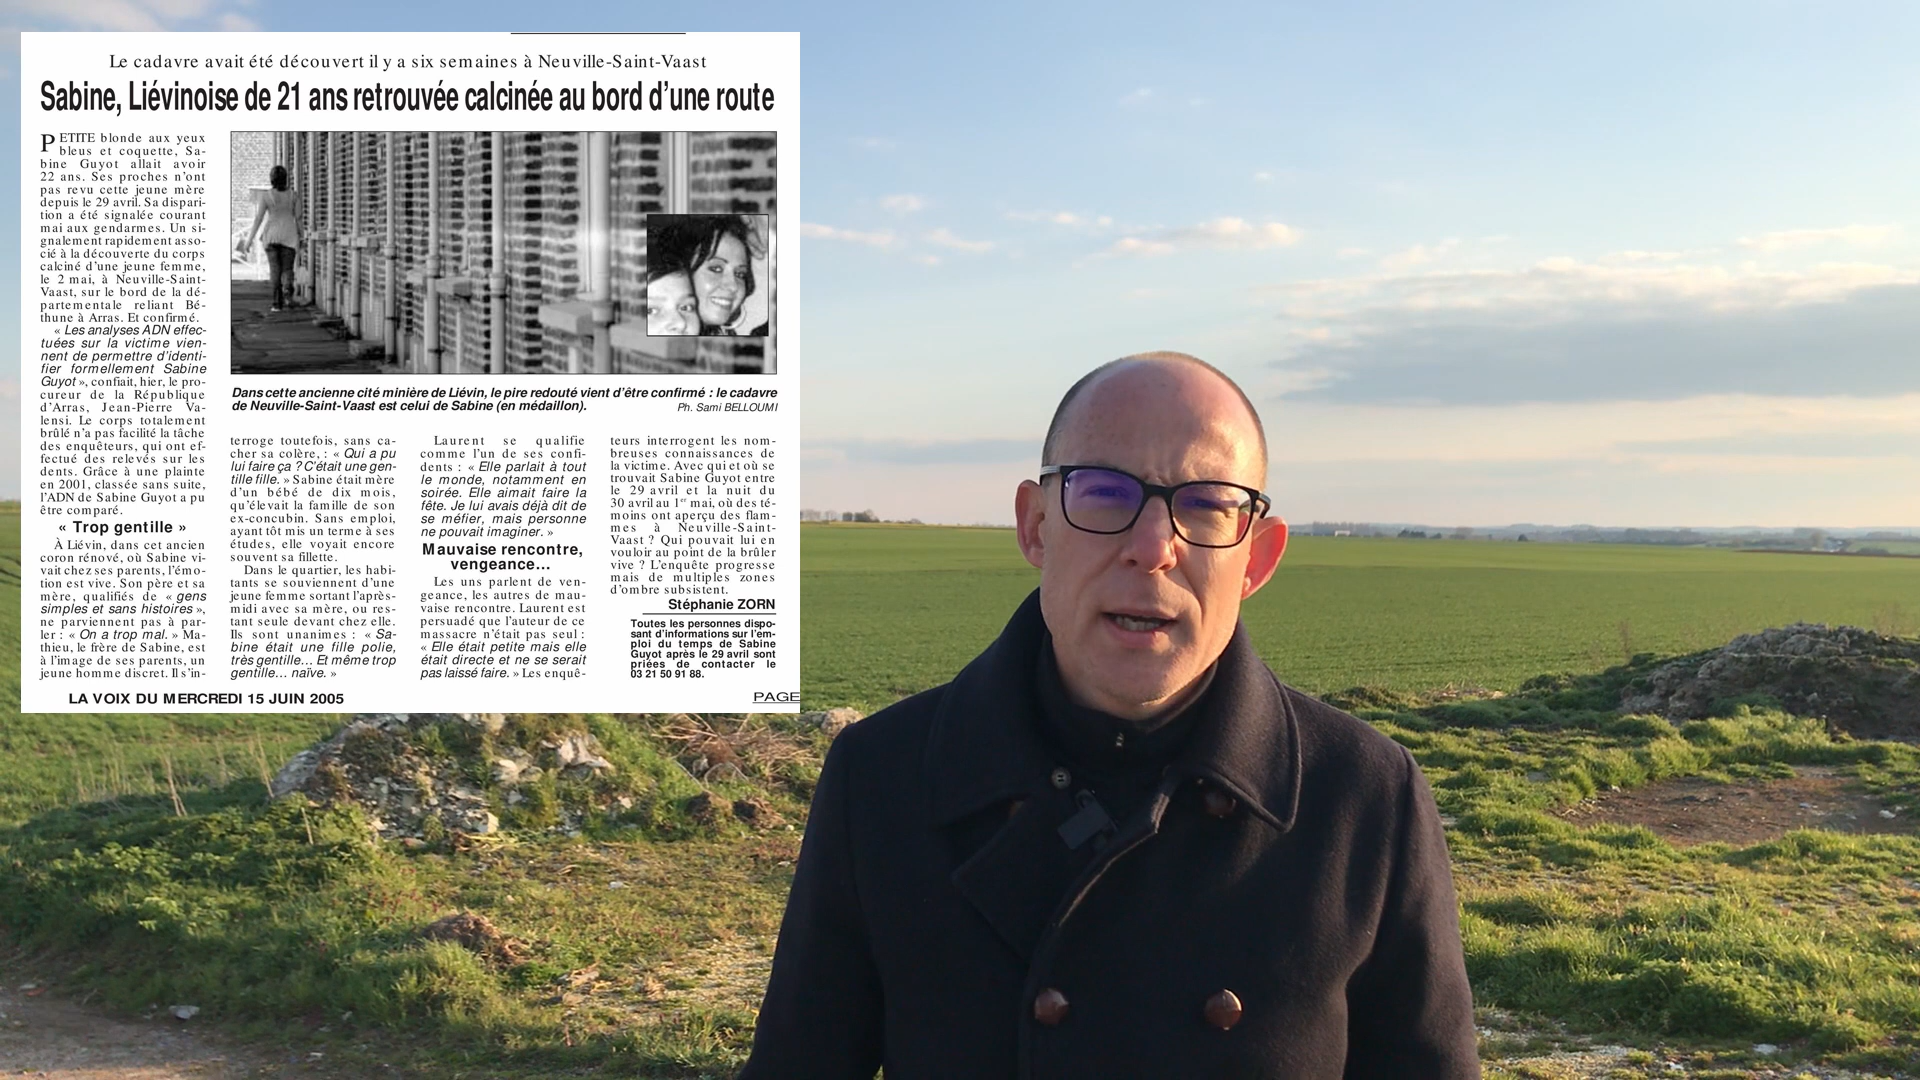 Le cadavre avait été découvert il y a six semaines à Neuville-Saint-Vaast
Sabine, Liévinoise de 21 ans retrouvée calcinée au bord d'une route
PETITE blonde aux yeux
bleus et coquette, Sa-
bine Guyot allait avoir
22 ans. Ses proches n'ont
pas revu cette jeune mère
depuis le 29 avril. Sa dispari-
tion a été signalée courant
mai aux gendarmes. Un si-
gnalement rapidement asso-
cié à la découverte du corps
calciné d'une jeune femme,
le 2 mai, à Neuville-Saint-
Vaast, sur le bord de la dé-
partementale reliant Bé-
thune à Arras. Et confirmé.
« Les analyses ADN effec-
tuées sur la victime vien-
nent de permettre d'identi-
fier formellement Sabine
Guyot », confiait, hier, le pro-
cureur de la République
d'Arras, Jean-Pierre Va-
lensi. Le corps totalement
brûlé n'a pas facilité la tâche
des enquêteurs, qui ont ef-
fectué des relevés sur les
dents. Grâce à une plainte
en 2001, classée sans suite,
l'ADN de Sabine Guyot a pu
être comparé.
« Trop gentille »
À Liévin, dans cet ancien
coron rénové, où Sabine vi-
vait chez ses parents, l'émo-
tion est vive. Son père et sa
mère, qualifiés de « gens
simples et sans histoires »,
ne parviennent pas à par-
ler : « On a trop mal. » Ma-
thieu, le frère de Sabine, est
à l'image de ses parents, un
jeune homme discret. Il s'in-
Dans cette ancienne cité minière de Liévin, le pire redouté vient d'être confirmé : le cadavre
de Neuville-Saint-Vaast est celui de Sabine (en médaillon).
Ph. Sami BELLOUMI
terroge toutefois, sans ca-
cher sa colère, : « Qui a pu
lui faire ça ? C'était une gen-
tille fille. » Sabine était mère
d'un bébé de dix mois,
qu'élevait la famille de son
ex-concubin. Sans emploi,
ayant tôt mis un terme à ses
études, elle voyait encore
souvent sa fillette.
Dans le quartier, les habi-
tants se souviennent d'une
jeune femme sortant l'après-
midi avec sa mère, ou res-
tant seule devant chez elle.
Ils sont unanimes : « Sa-
bine était une fille polie,
très gentille... Et même trop
gentille... naïve. »
Laurent se qualifie
comme l'un de ses confi-
dents : « Elle parlait à tout
le monde, notamment en
soirée. Elle aimait faire la
fête. Je lui avais déjà dit de
se méfier, mais personne
ne pouvait imaginer. »
Mauvaise rencontre,
vengeance...
Les uns parlent de ven-
geance, les autres de mau-
vaise rencontre. Laurent est
persuadé que l'auteur de ce
massacre n'était pas seul :
« Elle était petite mais elle
était directe et ne se serait
pas laissé faire. » Les enquê-
teurs interrogent les nom-
breuses connaissances de
la victime. Avec qui et où se
trouvait Sabine Guyot entre
le 29 avril et la nuit du
30 avril au 1er mai, où des té-
moins ont aperçu des flam-
mes à Neuville-Saint-
Vaast ? Qui pouvait lui en
vouloir au point de la brûler
vive ? L'enquête progresse
mais de multiples zones
d'ombre subsistent.
Stéphanie ZORN
Toutes les personnes dispo-
sant d'informations sur l'em-
ploi du temps de Sabine
Guyot après le 29 avril sont
priées de contacter le
03 21 50 91 88.
LA VOIX DU MERCREDI 15 JUIN 2005
PAGE